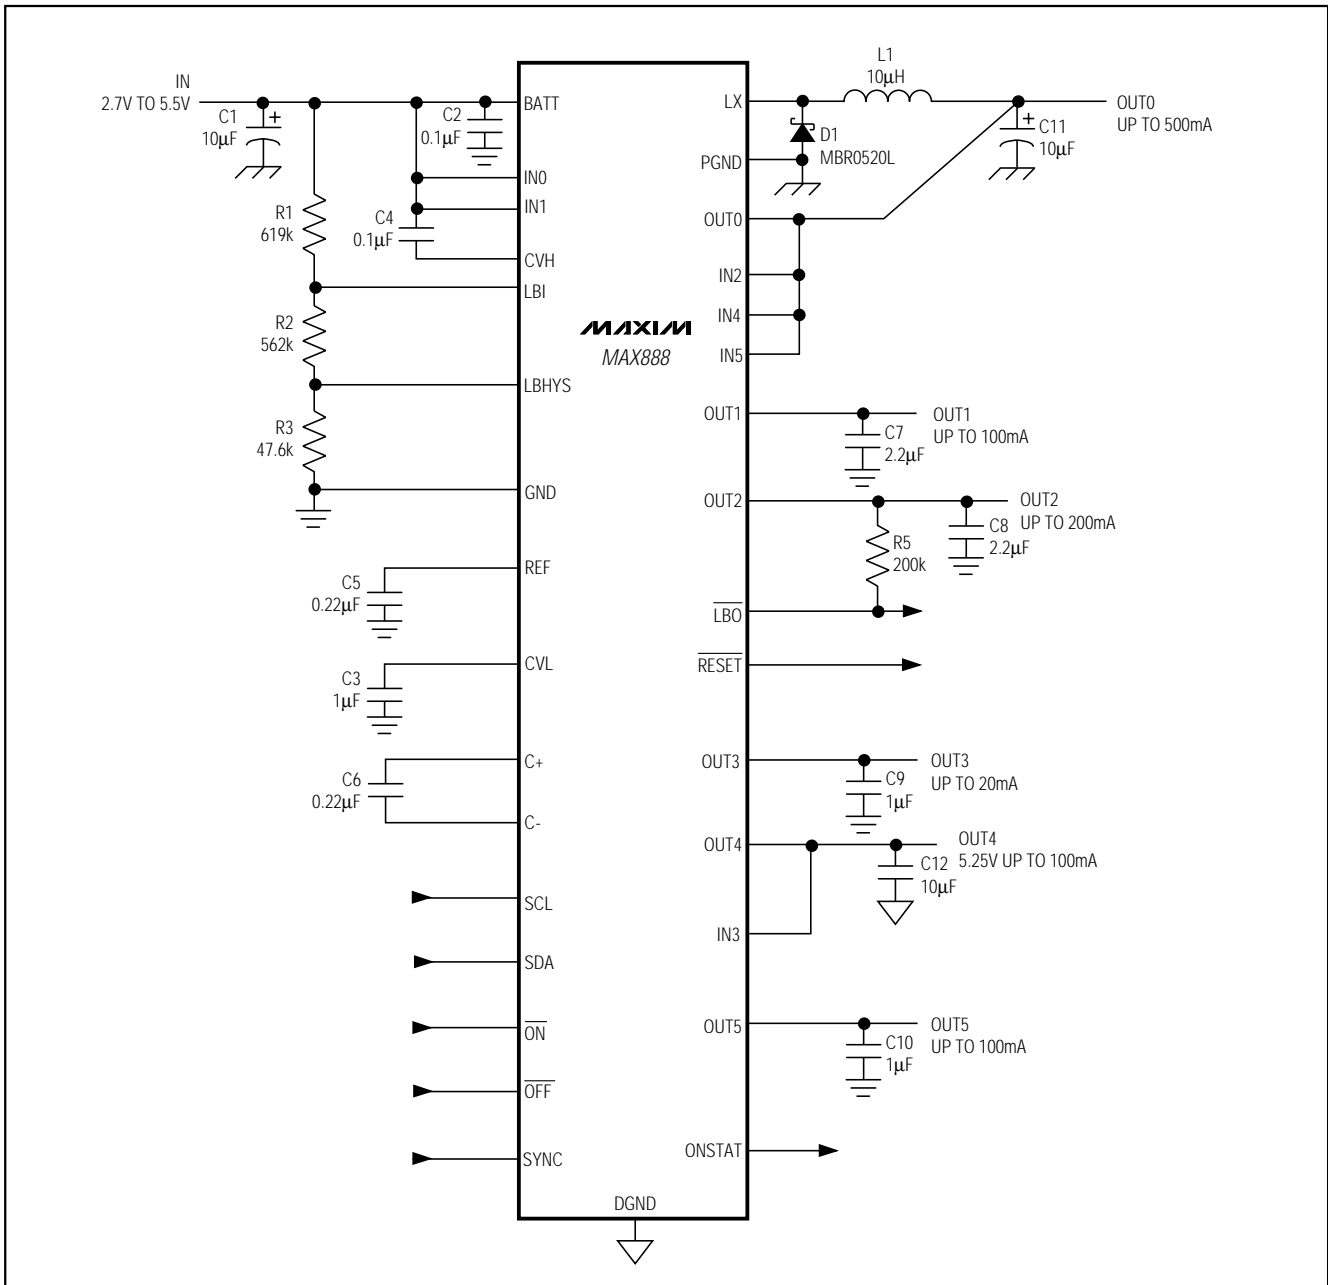 IN
2.7V TO 5.5V
C1
+
10µF
C2
0.1µF
BATT
IN0
IN1
C4
0.1µF
CVH
R1
619k
LBI
R2
562k
LBHYS
R3
47.6k
GND
REF
C5
0.22µF
CVL
C3
1µF
C+
C6
0.22µF
C-
SCL
SDA
ON
OFF
SYNC
MAXIM
MAX888
DGND
LX
L1
10µH
OUT0
UP TO 500mA
D1
MBR0520L
+
C11
10µF
PGND
OUT0
IN2
IN4
IN5
OUT1
OUT1
UP TO 100mA
C7
2.2µF
OUT2
OUT2
UP TO 200mA
C8
2.2µF
R5
200k
LBO
RESET
OUT3
OUT3
UP TO 20mA
C9
1µF
OUT4
OUT4
5.25V UP TO 100mA
C12
10µF
IN3
OUT5
OUT5
UP TO 100mA
C10
1µF
ONSTAT